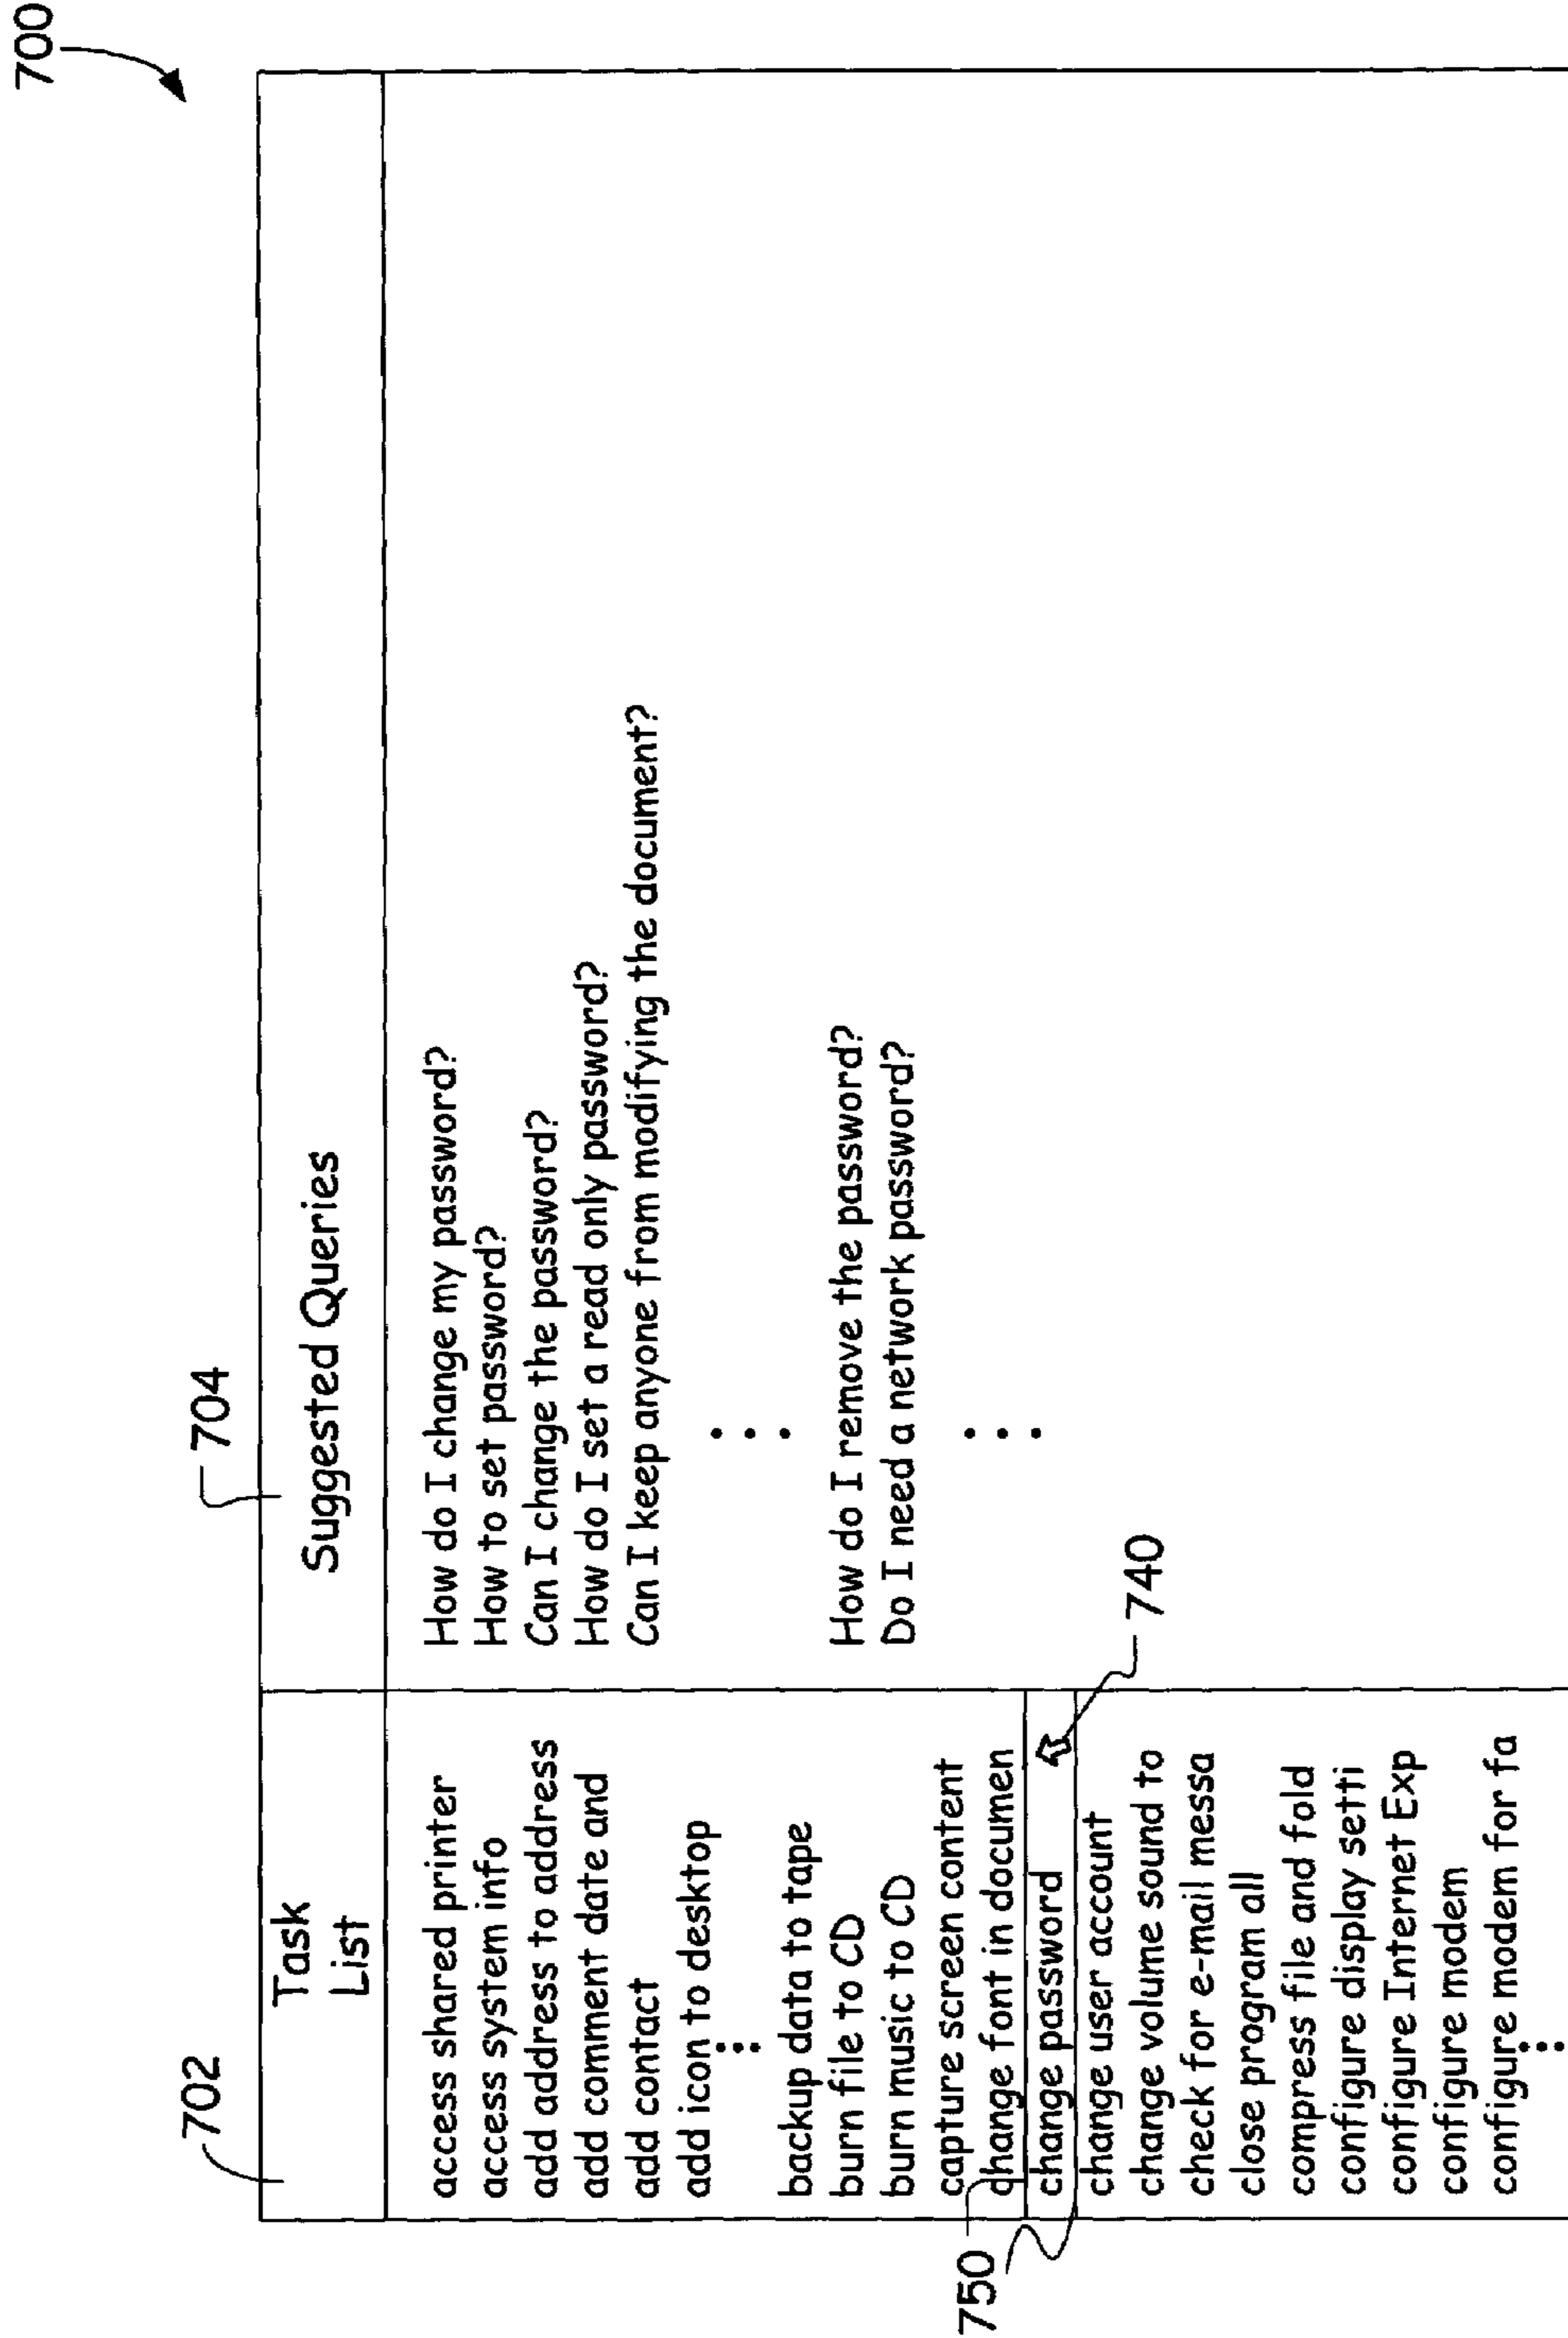 700
702
704
Task
List
Suggested Queries
access shared printer
access system info
add address to address
add comment date and
add contact
add icon to desktop
backup data to tape
burn file to CD
burn music to CD
capture screen content
change font in documen
change password
change user account
change volume sound to
check for e-mail messa
close program all
compress file and fold
configure display setti
configure Internet Exp
configure modem
configure modem for fa
How do I change my password?
How to set password?
Can I change the password?
How do I set a read only password?
Can I keep anyone from modifying the document?
How do I remove the password?
Do I need a network password?
740
750